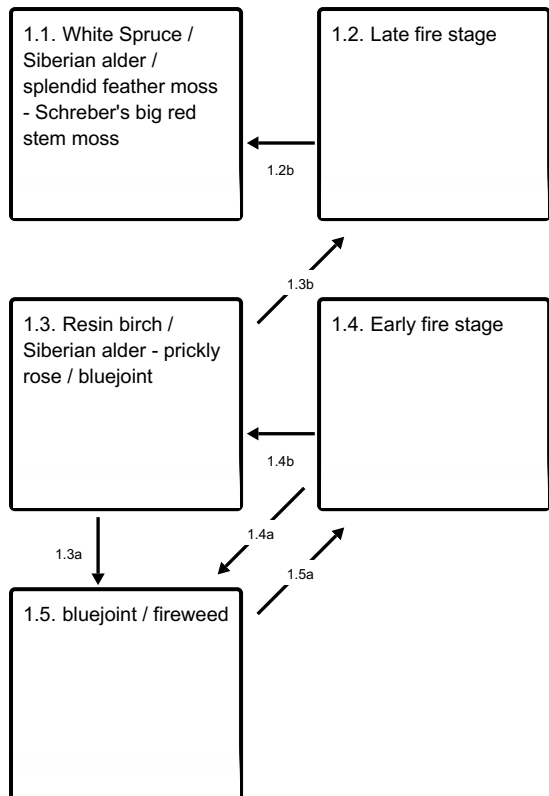 1.1. White Spruce /
Siberian alder /
splendid feather moss
- Schreber's big red
stem moss
1.2. Late fire stage
1.2b
1.3b
1.3. Resin birch /
Siberian alder - prickly
rose / bluejoint
1.4. Early fire stage
1.4b
1.4a
1.3a
1.5a
1.5. bluejoint / fireweed